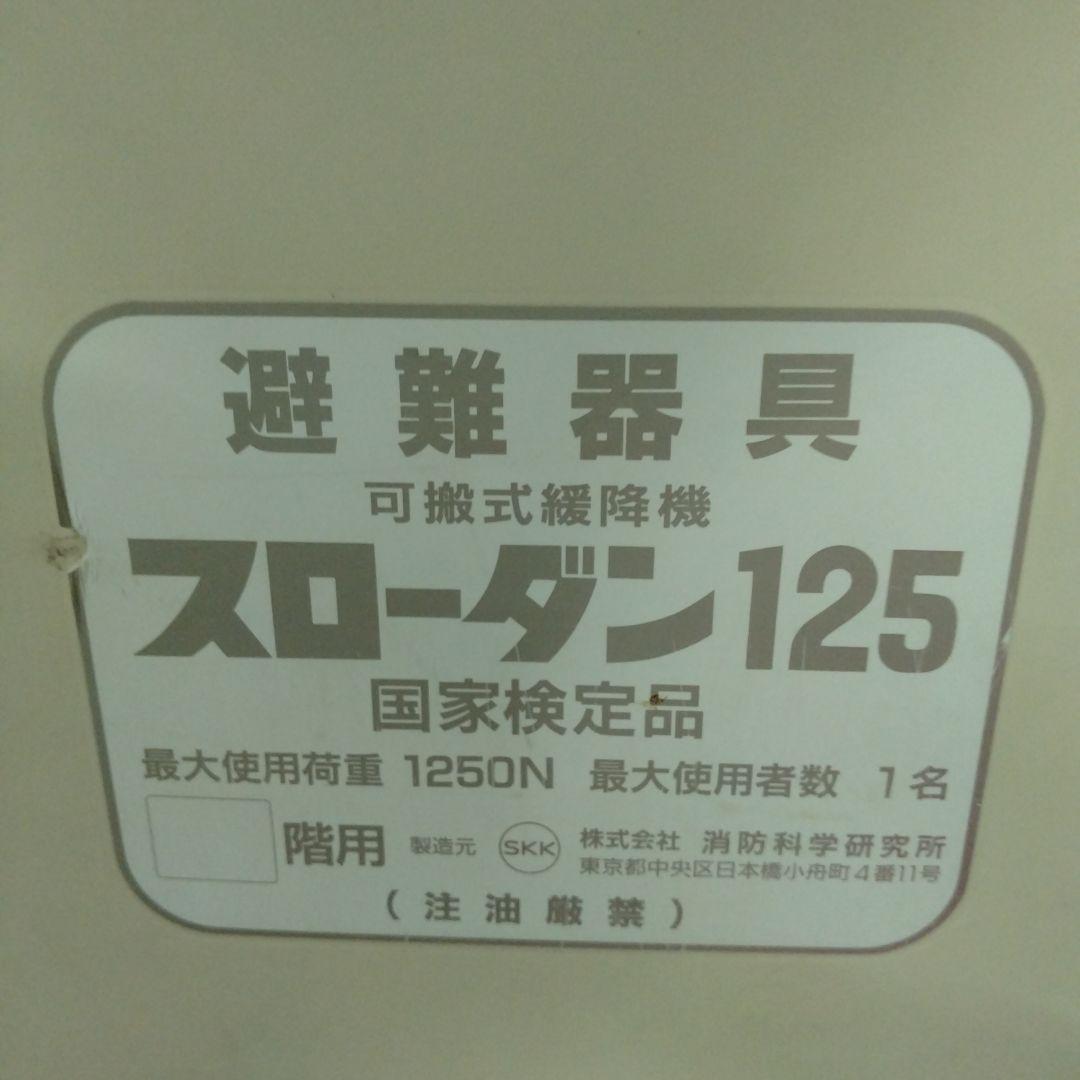 避難器具
可搬式緩降機
スローダン125
国家検定品
最大使用荷重 1250N 最大使用者数 1名
階用 製造元 SKK 株式会社 消防科学研究所
東京都中央区日本橋小舟町4番11号
(注油厳禁)